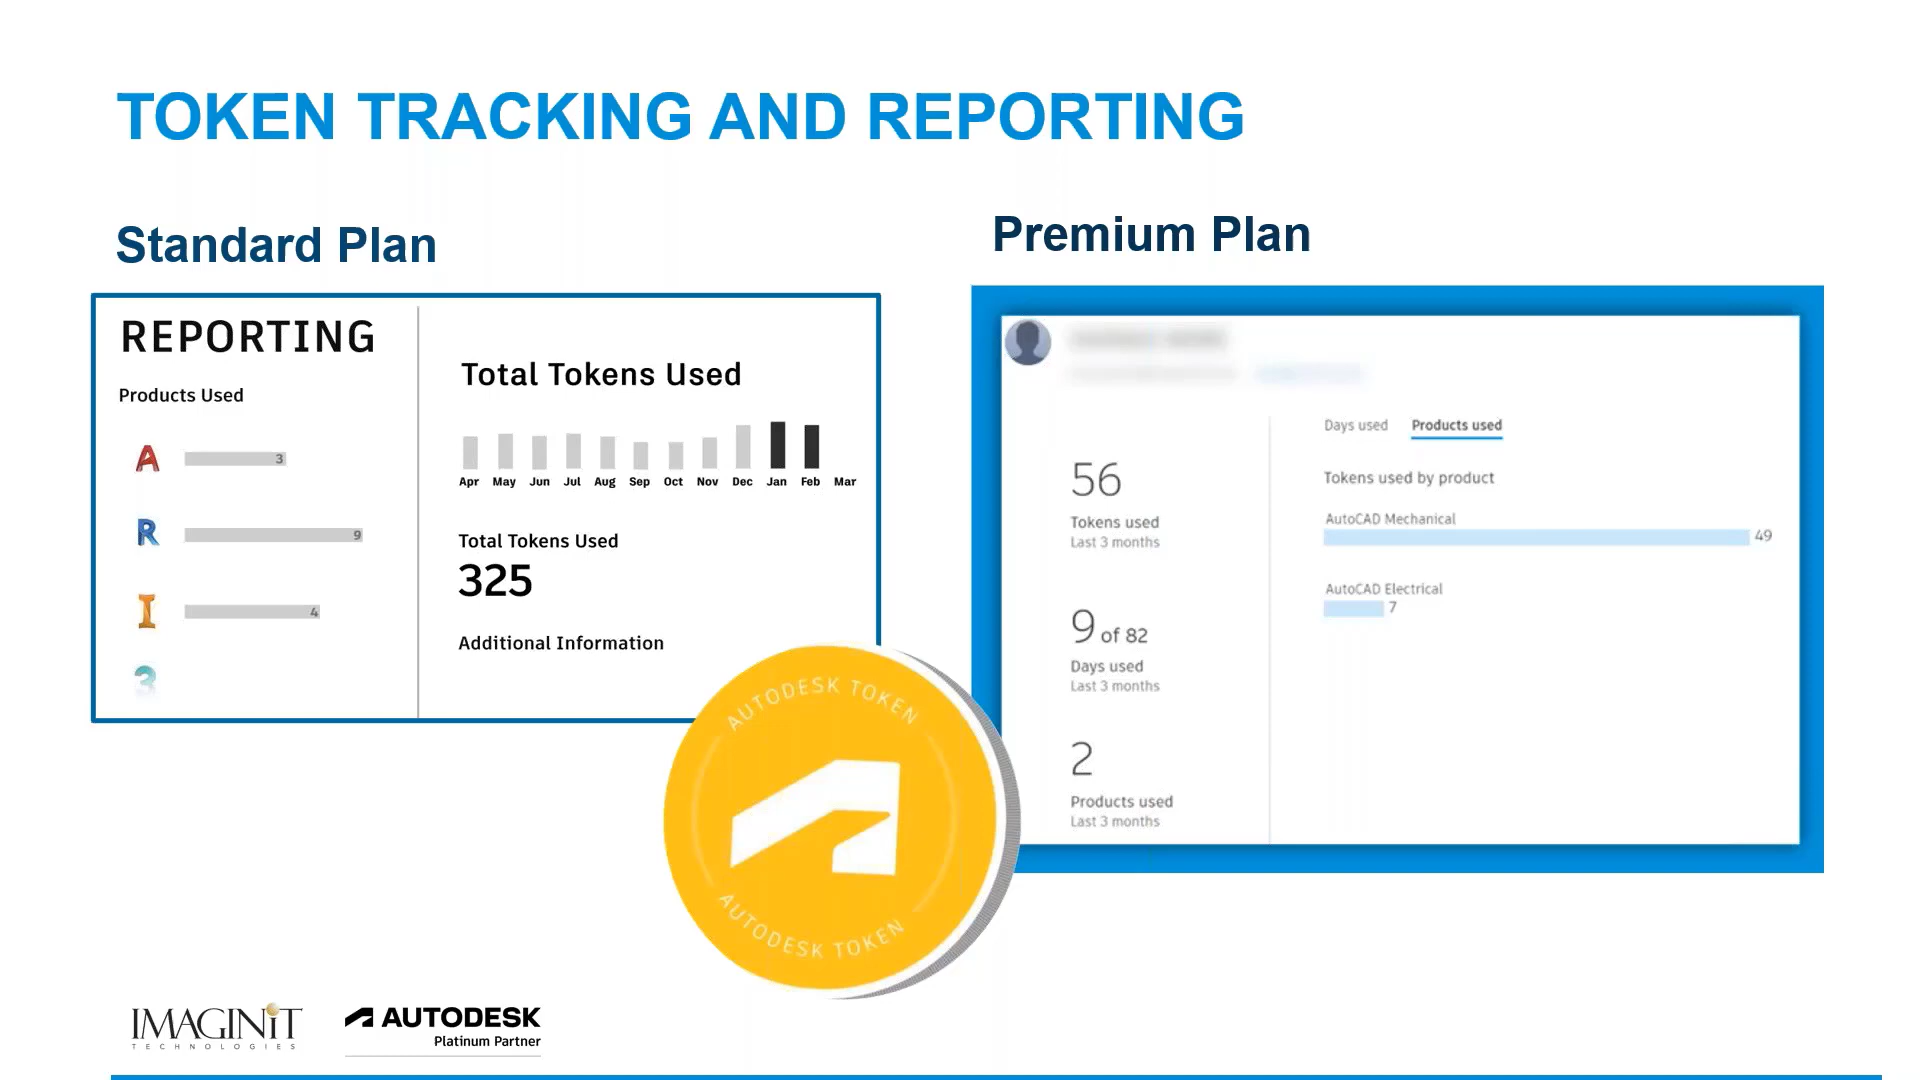 TOKEN TRACKING AND REPORTING
Standard Plan
REPORTING
Products Used
3
9
4
Total Tokens Used
Apr May Jun Jul Aug Sep Oct Nov Dec Jan Feb Mar
Total Tokens Used
325
Additional Information
AUTODESK TOKEN
AUTODESK TOKEN
Premium Plan
56
Tokens used
Last 3 months
9 of 82
Days used
Last 3 months
2
Products used
Last 3 months
Days used Products used
Tokens used by product
AutoCAD Mechanical
49
AutoCAD Electrical
7
IMAGINiT
TECHNOLOGIES
AUTODESK
Platinum Partner